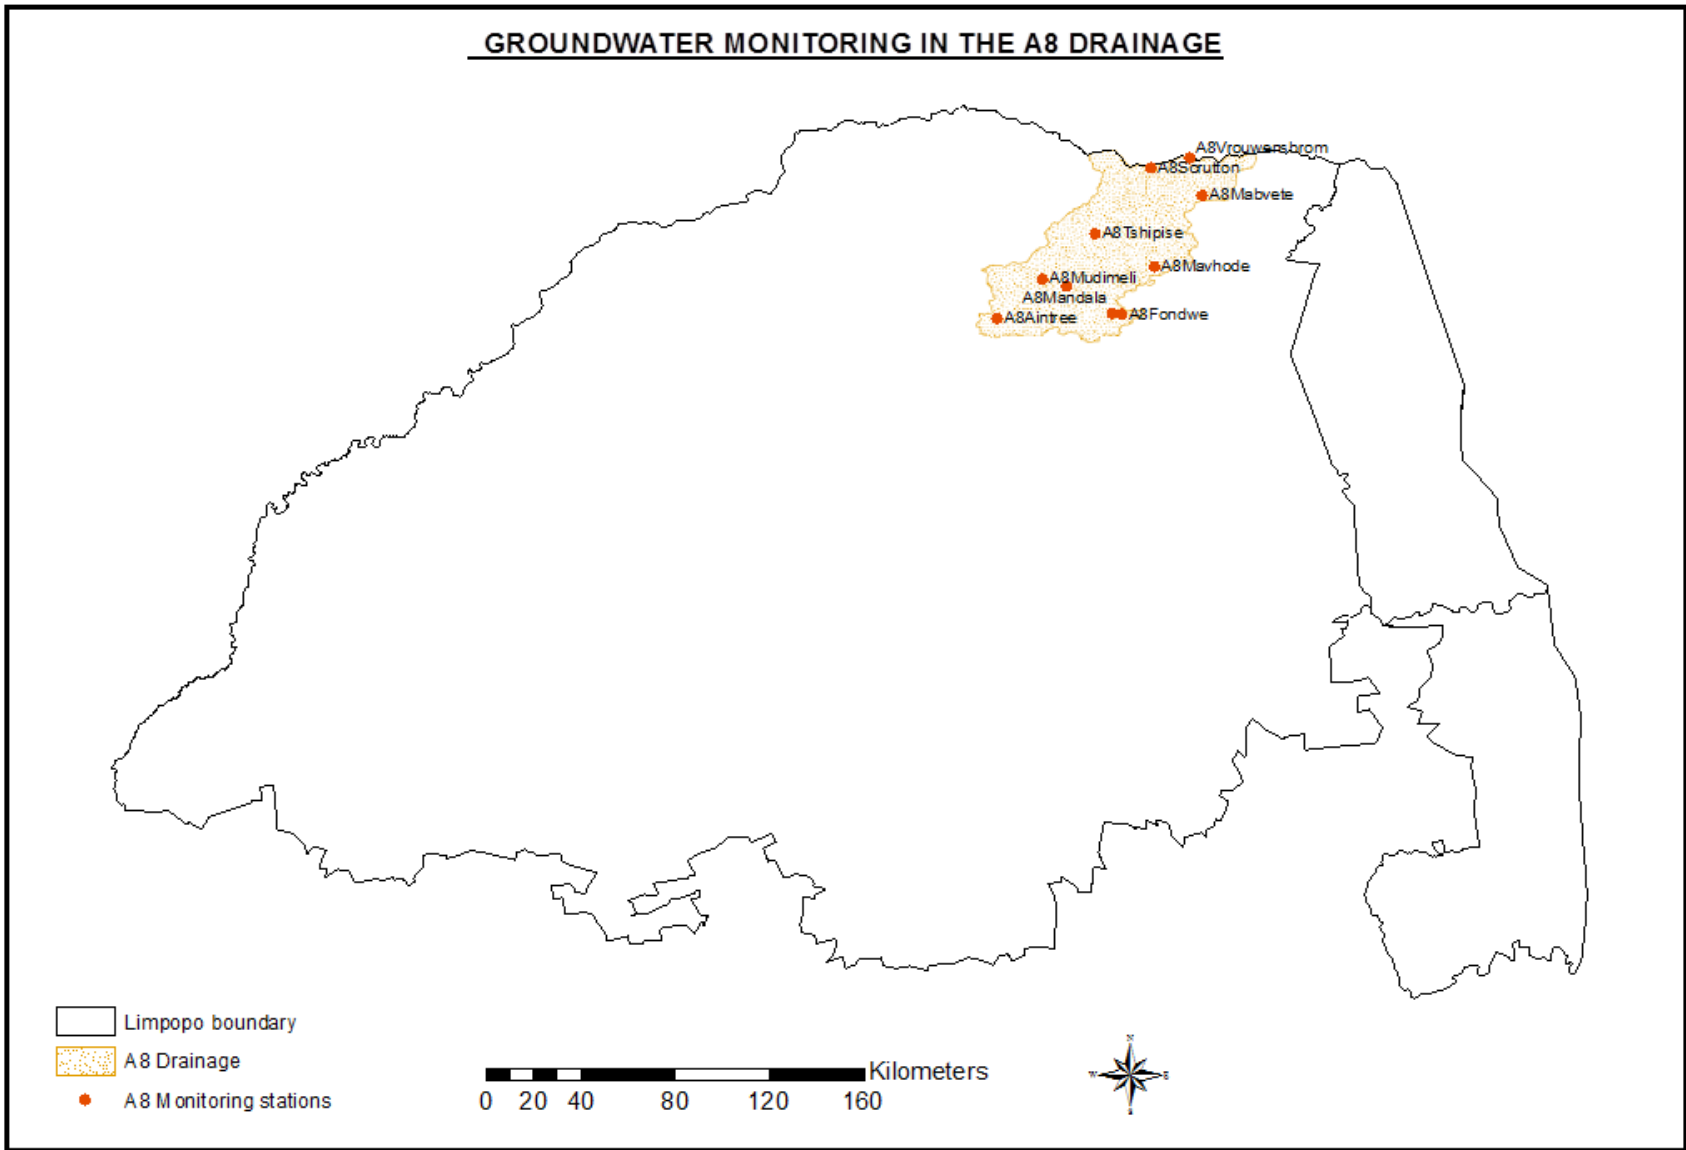 GROUNDWATER MONITORING IN THE A8 DRAINAGE
A8Vrouwensbrom
A8Scrutton
A8Mabvete
A8Tshipise
A8Mavhode
A8Mudimeli
A8Mandala
A8Aintree
A8Fondwe
Limpopo boundary
A8 Drainage
A8 Monitoring stations
Kilometers
0 20 40 80 120 160
N
W E
S